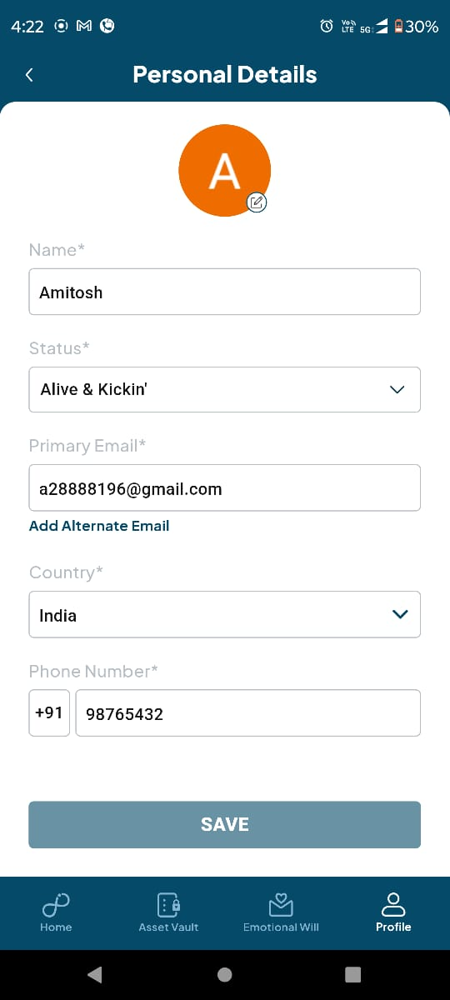 4:22 Vo) LTE 5G 30%
Personal Details
A
Name*
Amitosh
Status*
Alive & Kickin'
Primary Email*
a28888196@gmail.com
Add Alternate Email
Country*
India
Phone Number*
+91 98765432
SAVE
Home Asset Vault Emotional Will Profile